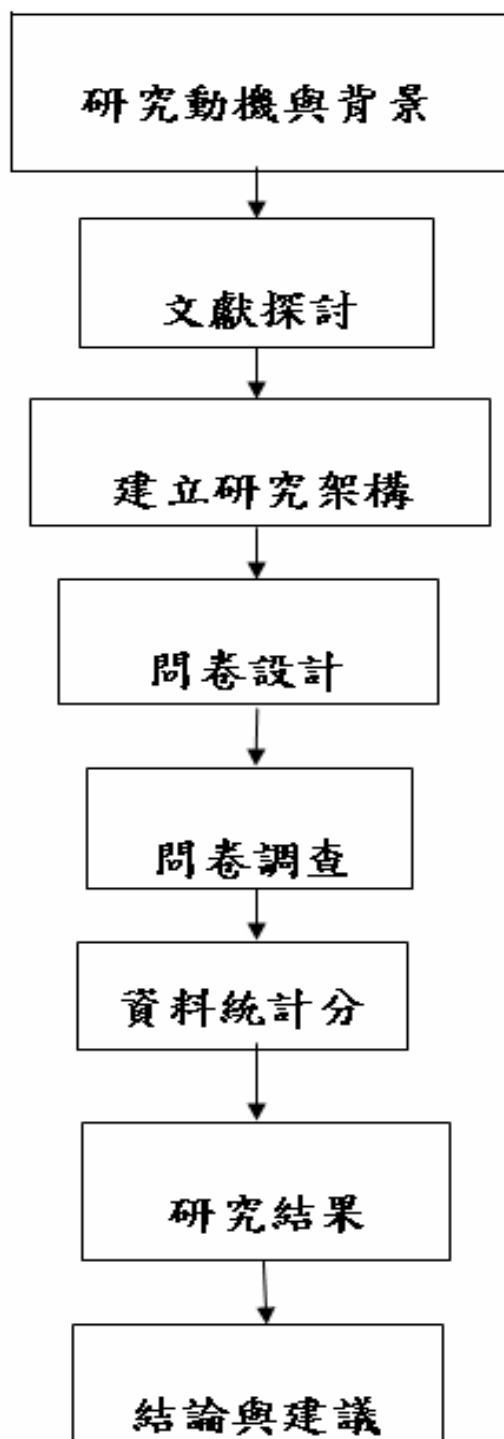 研究動機與背景
文獻探討
建立研究架構
問卷設計
問卷調查
資料統計分
研究結果
結論與建議